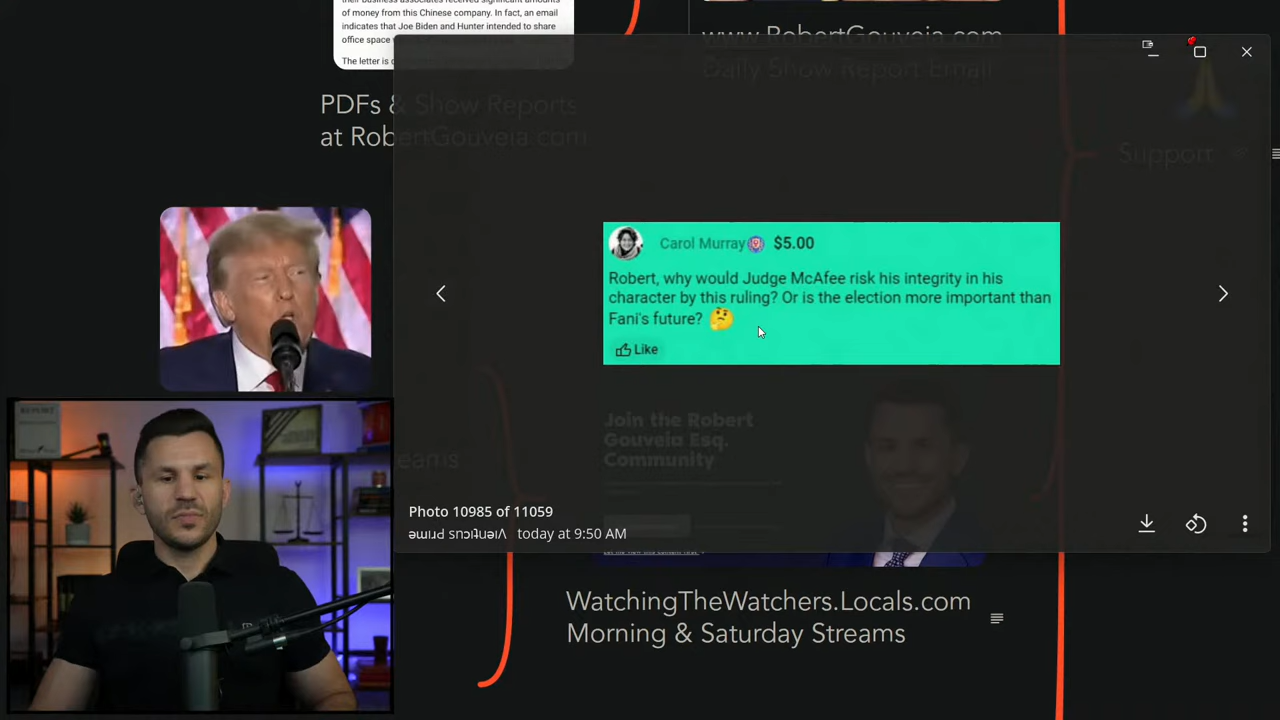 business associates received significant amounts
of money from this Chinese company. In fact, an email
indicates that Joe Biden and Hunter intended to share
office space
The letter is
www.RobertGouveia.com
Daily Show Report Email
PDFs & Show Reports
at RobertGouveia.com
Support
Carol Murray $5.00
Robert, why would Judge McAfee risk his integrity in his
character by this ruling? Or is the election more important than
Fani's future? 🤔
Like
Join the Robert
Gouveia Esq.
Community
Photo 10985 of 11059
today at 9:50 AM
WatchingTheWatchers.Locals.com
Morning & Saturday Streams